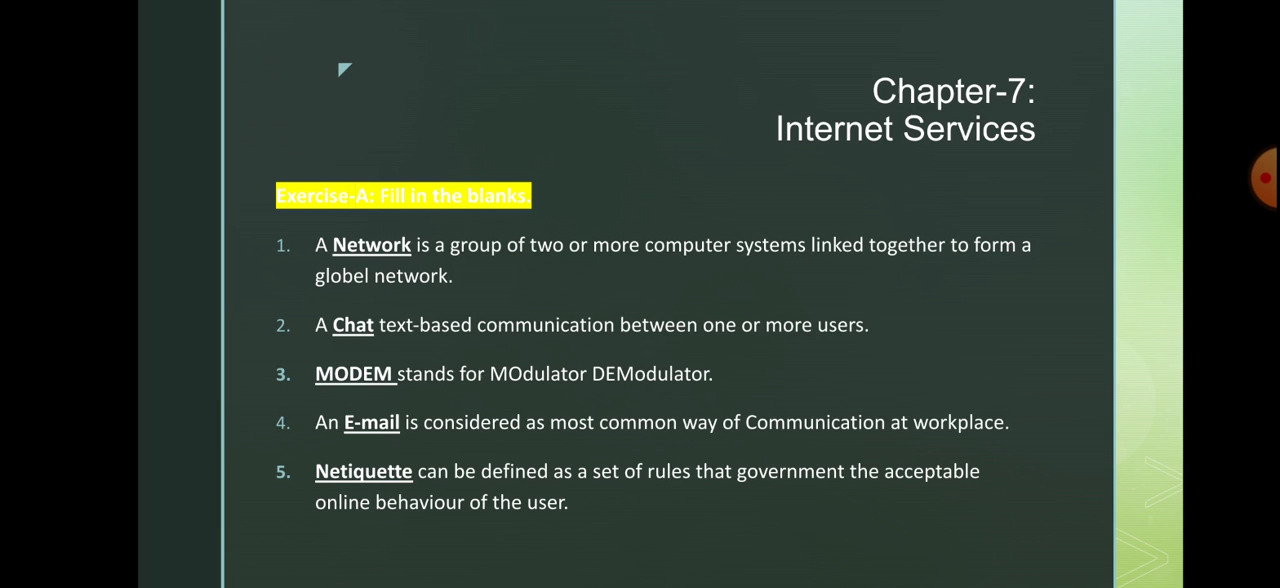 Chapter-7:
Internet Services
Exercise-A: Fill in the blanks.
1. A Network is a group of two or more computer systems linked together to form a
globel network.
2. A Chat text-based communication between one or more users.
3. MODEM stands for MOdulator DEModulator.
4. An E-mail is considered as most common way of Communication at workplace.
5. Netiquette can be defined as a set of rules that government the acceptable
online behaviour of the user.